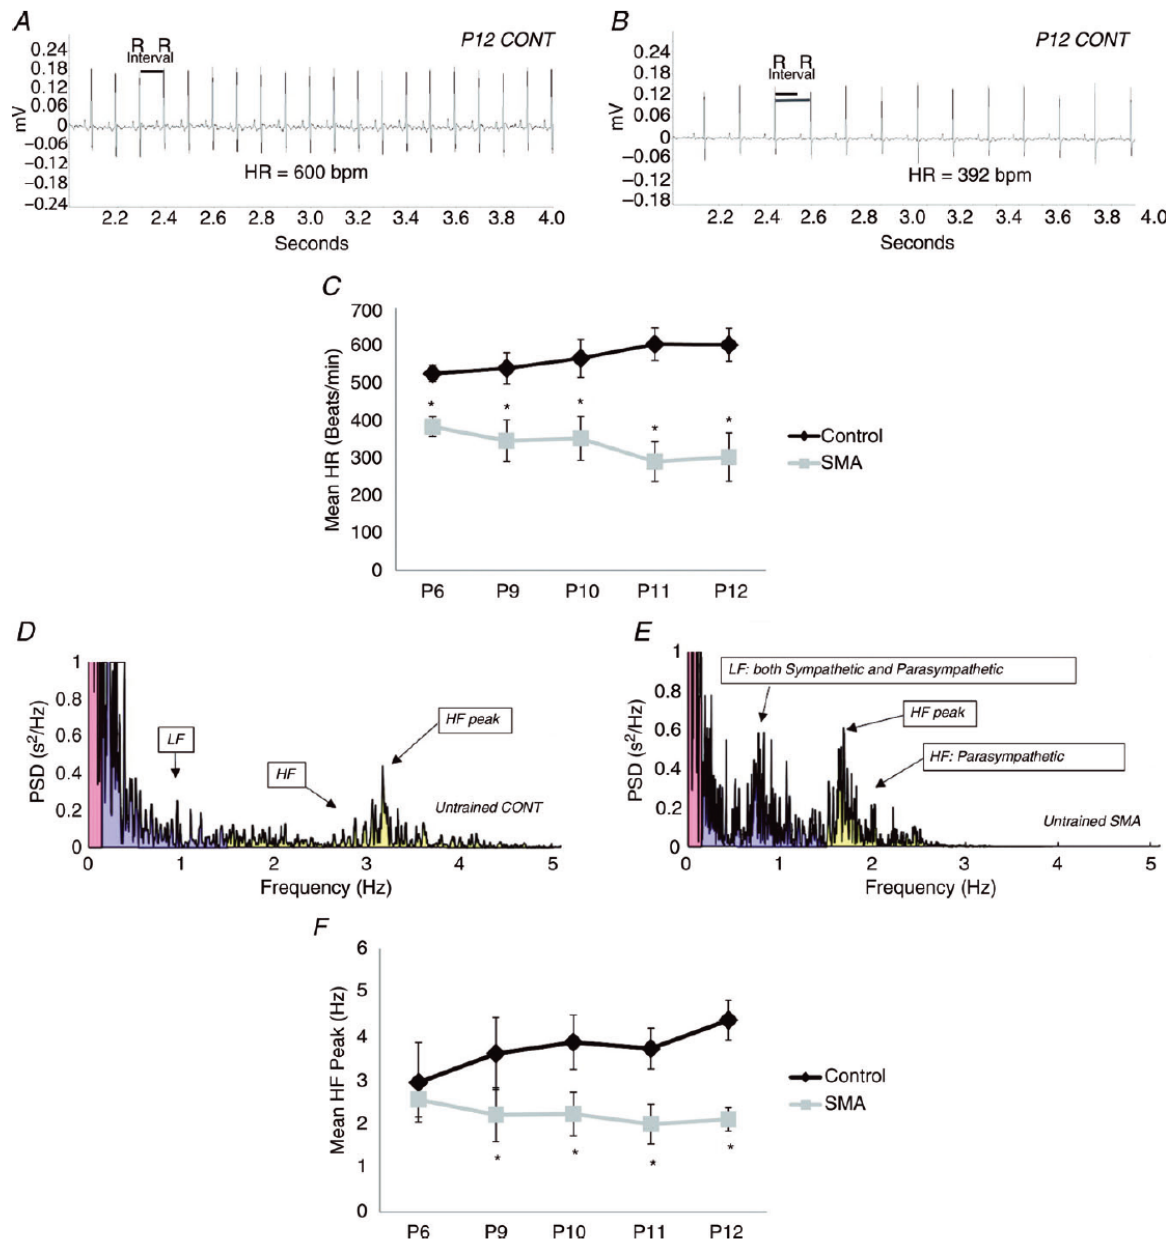 A
P12 CONT
0.24
0.18
0.12
0.06
0
−0.06
−0.12
−0.18
−0.24
mV
R R
Interval
HR = 600 bpm
2.2 2.4 2.6 2.8 3.0 3.2 3.4 3.6 3.8 4.0
Seconds
B
P12 CONT
0.24
0.18
0.12
0.06
0
−0.06
−0.12
−0.18
mV
R R
Interval
HR = 392 bpm
2.2 2.4 2.6 2.8 3.0 3.2 3.4 3.6 3.8 4.0
Seconds
C
700
600
500
400
300
200
100
0
Mean HR (Beats/min)
* * * * *
P6 P9 P10 P11 P12
Control
SMA
D
1
0.8
0.6
0.4
0.2
0
PSD (s²/Hz)
LF
HF
HF peak
Untrained CONT
0 1 2 3 4 5
Frequency (Hz)
E
1
0.8
0.6
0.4
0.2
0
PSD (s²/Hz)
LF: both Sympathetic and Parasympathetic
HF peak
HF: Parasympathetic
Untrained SMA
0 1 2 3 4 5
Frequency (Hz)
F
6
5
4
3
2
1
0
Mean HF Peak (Hz)
* * * *
P6 P9 P10 P11 P12
Control
SMA